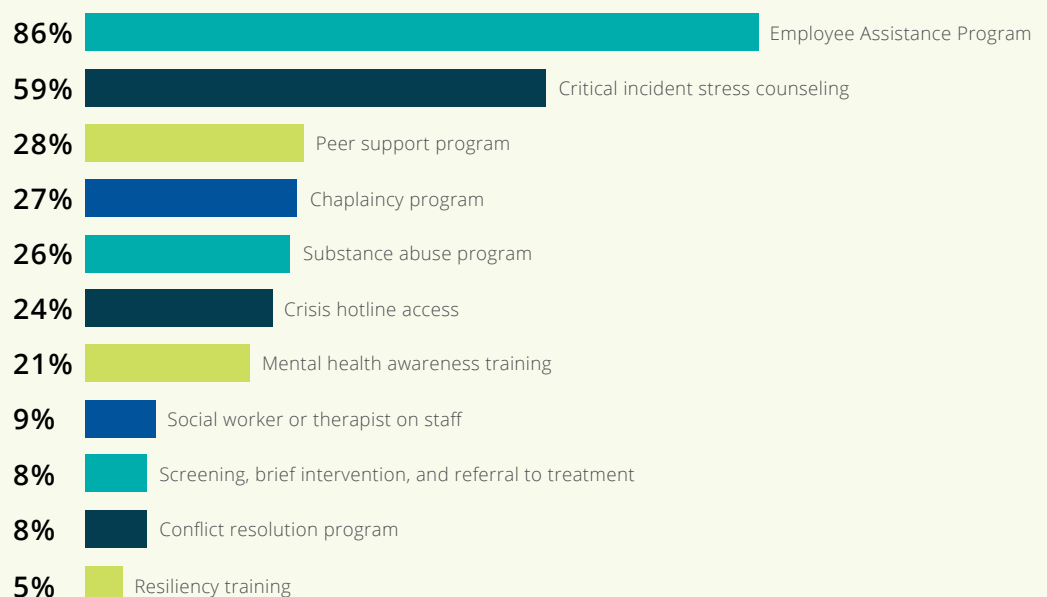 86% Employee Assistance Program
59% Critical incident stress counseling
28% Peer support program
27% Chaplaincy program
26% Substance abuse program
24% Crisis hotline access
21% Mental health awareness training
9% Social worker or therapist on staff
8% Screening, brief intervention, and referral to treatment
8% Conflict resolution program
5% Resiliency training